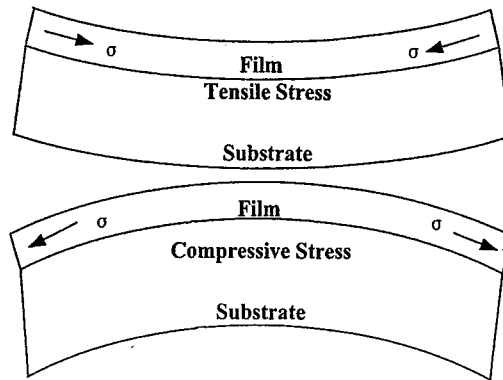 σ σ
Film
Tensile Stress
Substrate
σ Film σ
Compressive Stress
Substrate